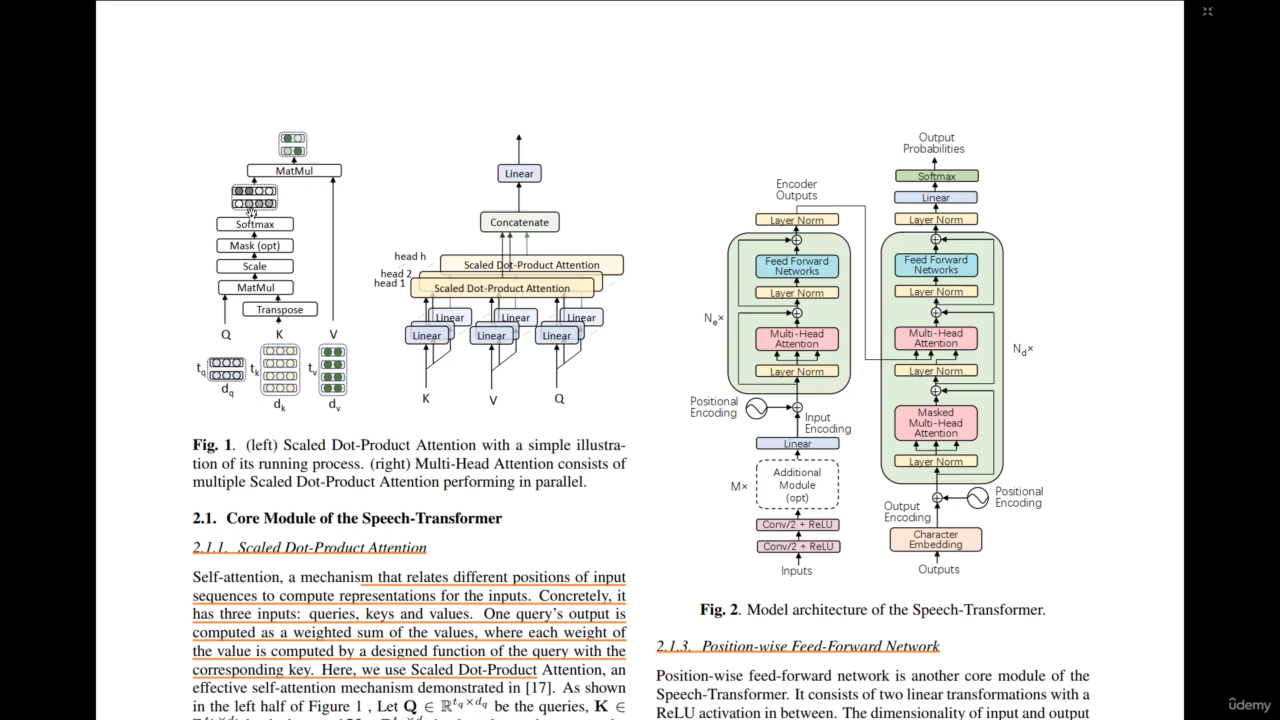 MatMul
Softmax
Mask (opt)
Scale
MatMul
Transpose
Q K V
tq dq tk dk tv dv
Linear
Concatenate
head h
head 2
head 1
Scaled Dot-Product Attention
Scaled Dot-Product Attention
Linear Linear Linear
Linear Linear Linear
K V Q
Fig. 1. (left) Scaled Dot-Product Attention with a simple illustra-
tion of its running process. (right) Multi-Head Attention consists of
multiple Scaled Dot-Product Attention performing in parallel.
2.1. Core Module of the Speech-Transformer
2.1.1. Scaled Dot-Product Attention
Self-attention, a mechanism that relates different positions of input
sequences to compute representations for the inputs. Concretely, it
has three inputs: queries, keys and values. One query's output is
computed as a weighted sum of the values, where each weight of
the value is computed by a designed function of the query with the
corresponding key. Here, we use Scaled Dot-Product Attention, an
effective self-attention mechanism demonstrated in [17]. As shown
in the left half of Figure 1 , Let Q ∈ ℝ^{tq×dq} be the queries, K ∈
Encoder
Outputs
Layer Norm
Feed Forward
Networks
Layer Norm
Ne×
Multi-Head
Attention
Layer Norm
Positional
Encoding
Input
Encoding
Linear
M×
Additional
Module
(opt)
Conv/2 + ReLU
Conv/2 + ReLU
Inputs
Output
Probabilities
Softmax
Linear
Layer Norm
Feed Forward
Networks
Layer Norm
Multi-Head
Attention
Nd×
Layer Norm
Masked
Multi-Head
Attention
Layer Norm
Output
Encoding
Positional
Encoding
Character
Embedding
Outputs
Fig. 2. Model architecture of the Speech-Transformer.
2.1.3. Position-wise Feed-Forward Network
Position-wise feed-forward network is another core module of the
Speech-Transformer. It consists of two linear transformations with a
ReLU activation in between. The dimensionality of input and output
ûdemy